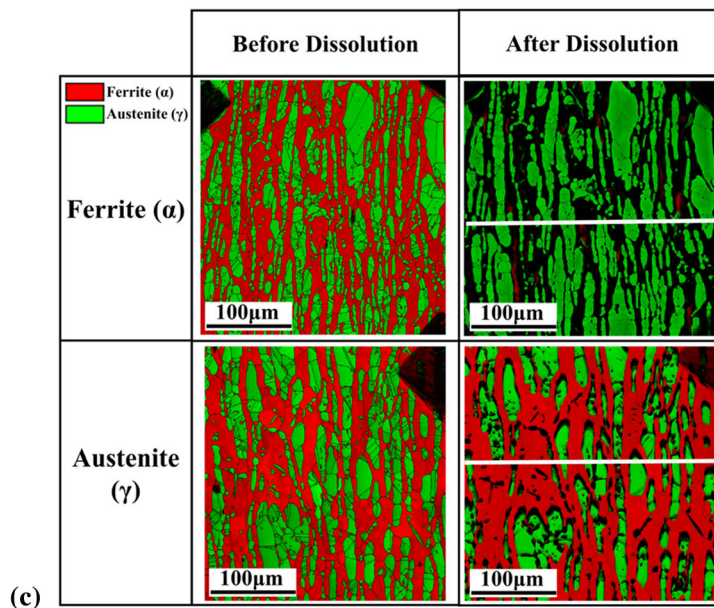 Before Dissolution
After Dissolution
Ferrite (α)
Austenite (γ)
Ferrite (α)
100μm
100μm
Austenite
(γ)
100μm
100μm
(c)